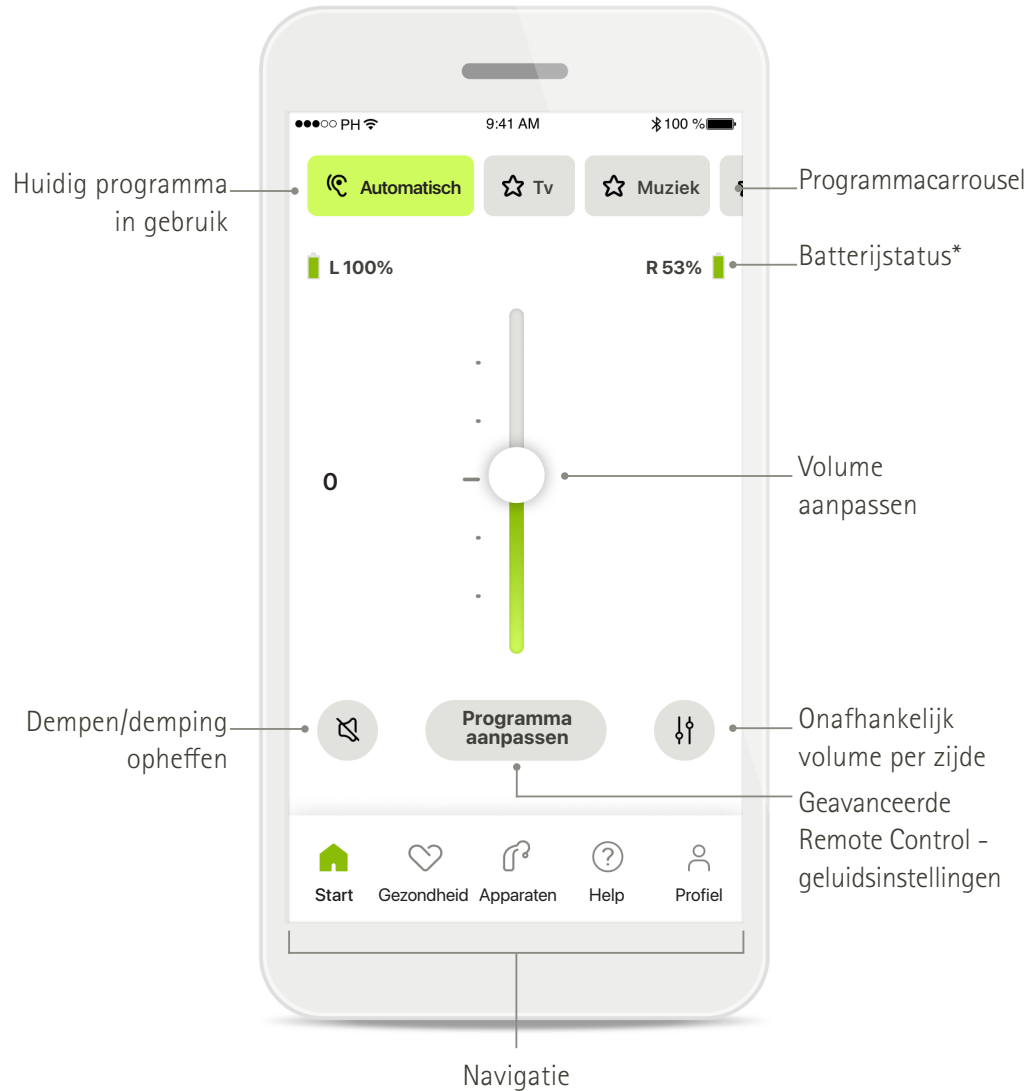 PH 9:41 AM 100 %
Huidig programma
in gebruik
Automatisch Tv Muziek
Programmacarrousel
L 100% R 53%
Batterijstatus*
0
Volume
aanpassen
Dempen/demping
opheffen
Programma
aanpassen
Onafhankelijk
volume per zijde
Geavanceerde
Remote Control -
geluidsinstellingen
Start Gezondheid Apparaten Help Profiel
Navigatie